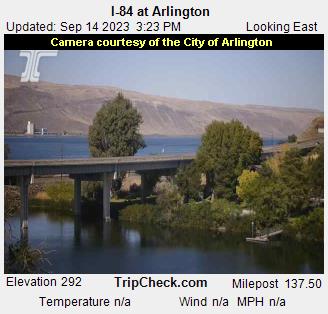 I-84 at Arlington
Updated: Sep 14 2023 3:23 PM Looking East
Camera courtesy of the City of Arlington
Elevation 292 TripCheck.com Milepost 137.50
Temperature n/a Wind n/a MPH n/a